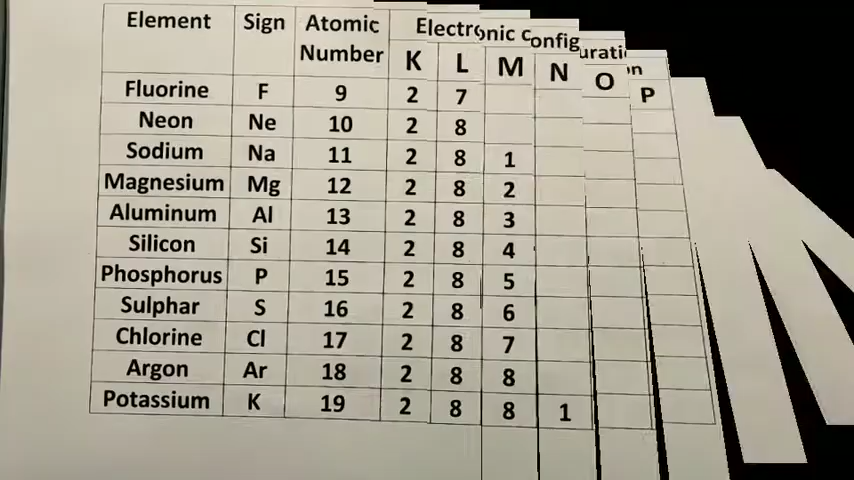 Element Sign Atomic Number Electronic Configuration
K L M N O P
Fluorine F 9 2 7
Neon Ne 10 2 8
Sodium Na 11 2 8 1
Magnesium Mg 12 2 8 2
Aluminum Al 13 2 8 3
Silicon Si 14 2 8 4
Phosphorus P 15 2 8 5
Sulphar S 16 2 8 6
Chlorine Cl 17 2 8 7
Argon Ar 18 2 8 8
Potassium K 19 2 8 8 1